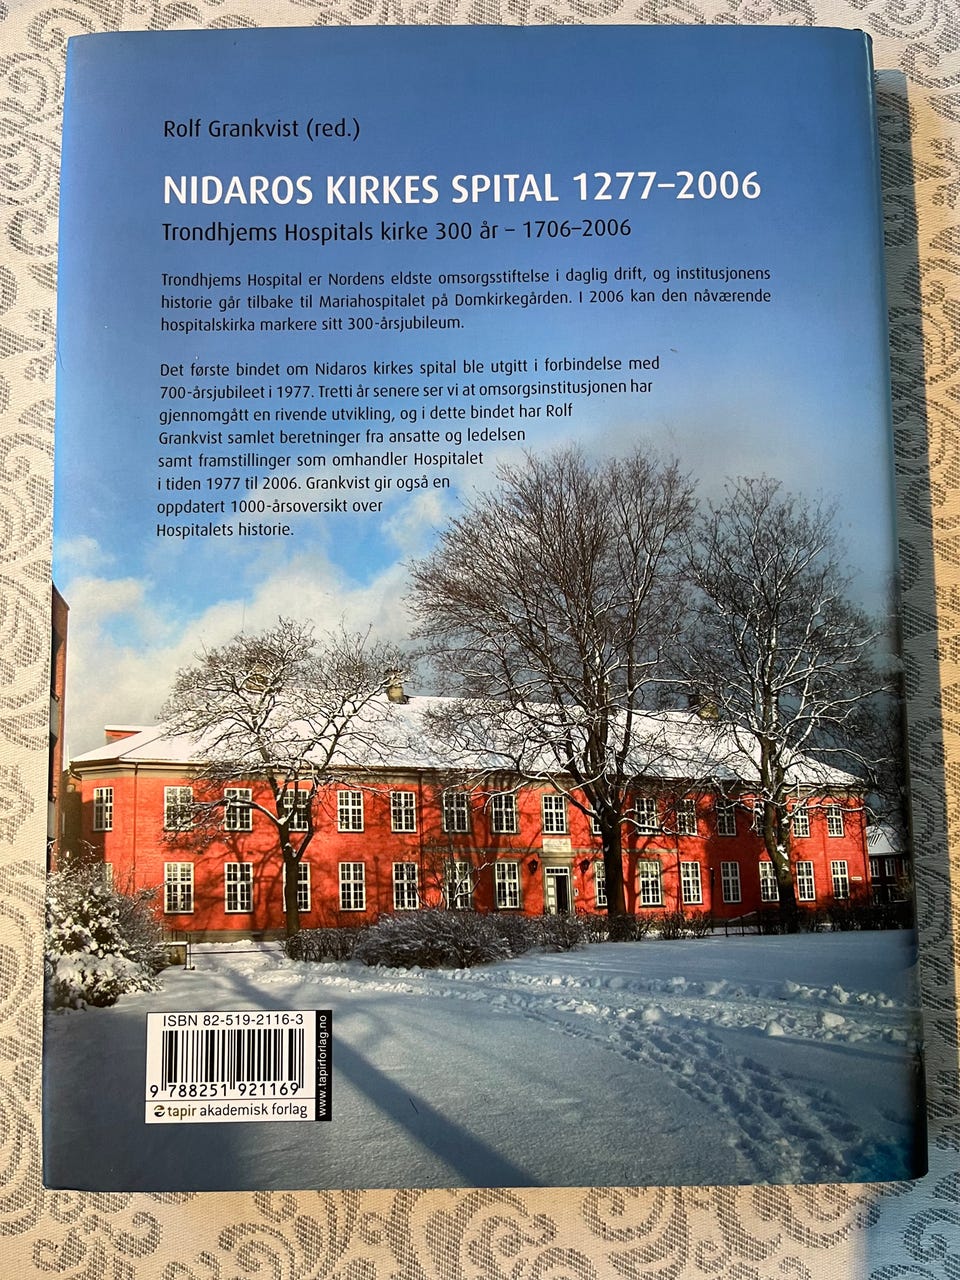 Rolf Grankvist (red.)
NIDAROS KIRKES SPITAL 1277–2006
Trondhjems Hospitals kirke 300 år – 1706–2006
Trondhjems Hospital er Nordens eldste omsorgsstiftelse i daglig drift, og institusjonens
historie går tilbake til Mariahospitalet på Domkirkegården. I 2006 kan den nåværende
hospitalskirka markere sitt 300-årsjubileum.
Det første bindet om Nidaros kirkes spital ble utgitt i forbindelse med
700-årsjubileet i 1977. Tretti år senere ser vi at omsorgsinstitusjonen har
gjennomgått en rivende utvikling, og i dette bindet har Rolf
Grankvist samlet beretninger fra ansatte og ledelsen
samt framstillinger som omhandler Hospitalet
i tiden 1977 til 2006. Grankvist gir også en
oppdatert 1000-årsoversikt over
Hospitalets historie.
ISBN 82-519-2116-3
9 788251 921169
tapir akademisk forlag
www.tapirforlag.no